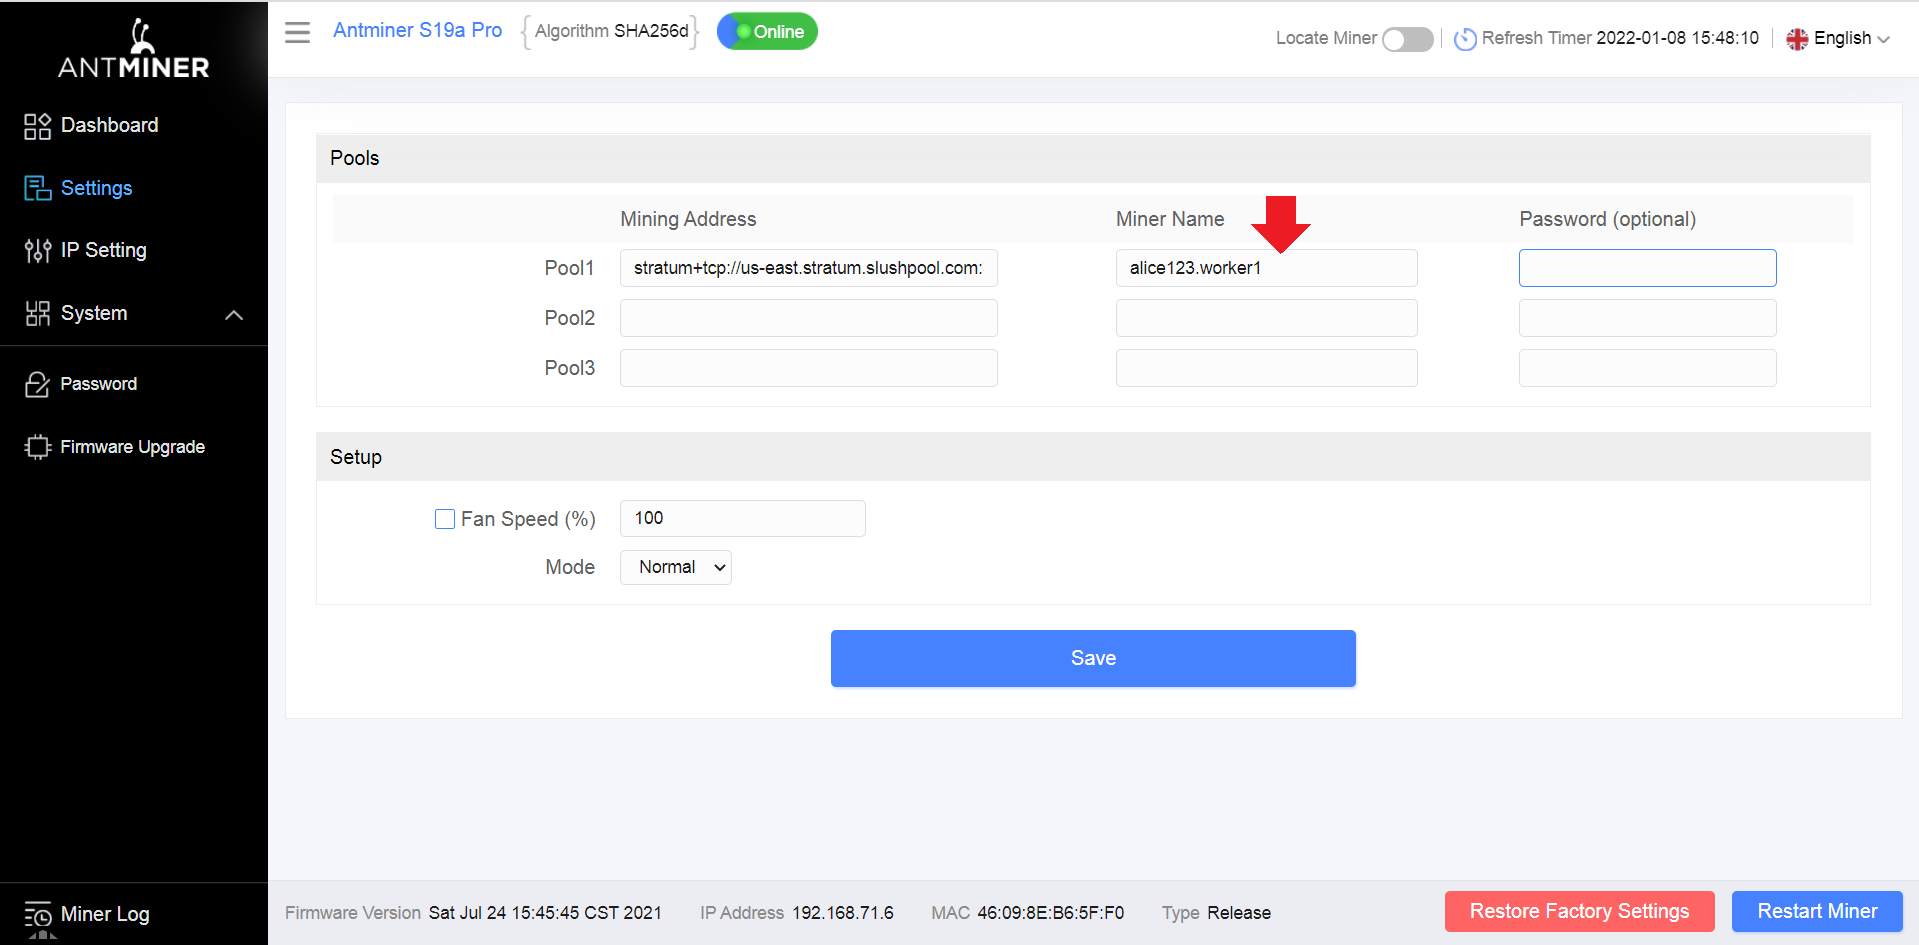 ANTMINER
Antminer S19a Pro
Algorithm SHA256d
Online
Locate Miner
Refresh Timer 2022-01-08 15:48:10
English
Dashboard
Settings
IP Setting
System
Password
Firmware Upgrade
Miner Log
Pools
Mining Address Miner Name Password (optional)
Pool1 stratum+tcp://us-east.stratum.slushpool.com: alice123.worker1
Pool2
Pool3
Setup
Fan Speed (%) 100
Mode Normal
Save
Firmware Version Sat Jul 24 15:45:45 CST 2021 IP Address 192.168.71.6 MAC 46:09:8E:B6:5F:F0 Type Release
Restore Factory Settings
Restart Miner